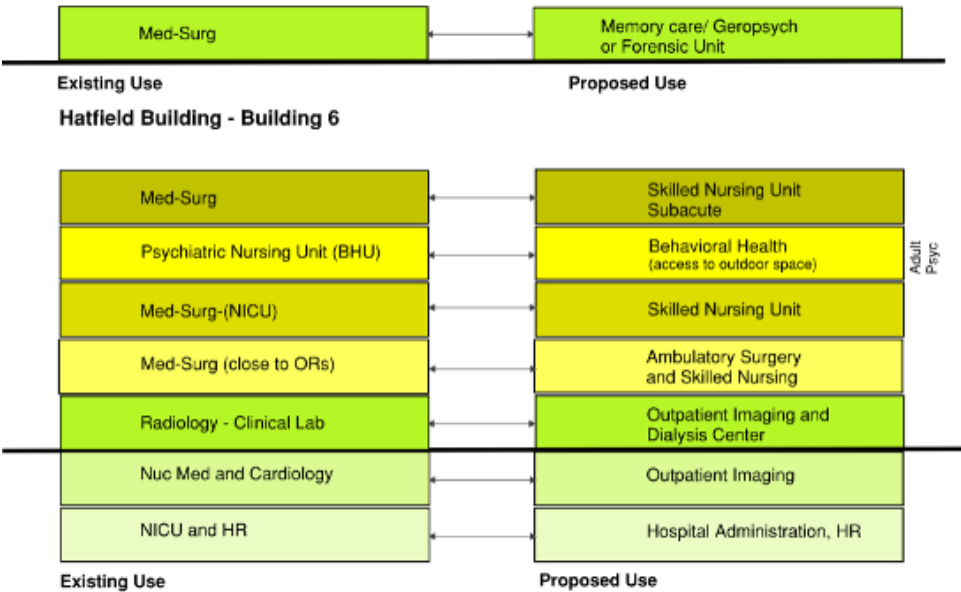 Med-Surg
Memory care/ Geropsych
or Forensic Unit
Existing Use
Proposed Use
Hatfield Building - Building 6
Med-Surg
Skilled Nursing Unit
Subacute
Psychiatric Nursing Unit (BHU)
Behavioral Health
(access to outdoor space)
Adult
Psyc
Med-Surg-(NICU)
Skilled Nursing Unit
Med-Surg (close to ORs)
Ambulatory Surgery
and Skilled Nursing
Radiology - Clinical Lab
Outpatient Imaging and
Dialysis Center
Nuc Med and Cardiology
Outpatient Imaging
NICU and HR
Hospital Administration, HR
Existing Use
Proposed Use